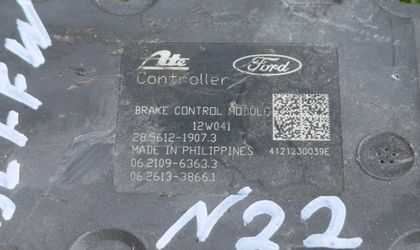 Ate Ford
Controller
BRAKE CONTROL MODULE
12W041
28.5612-1907.3
MADE IN PHILIPPINES 4121230039E
06.2109-6363.3
06.2613-3866.1
N22